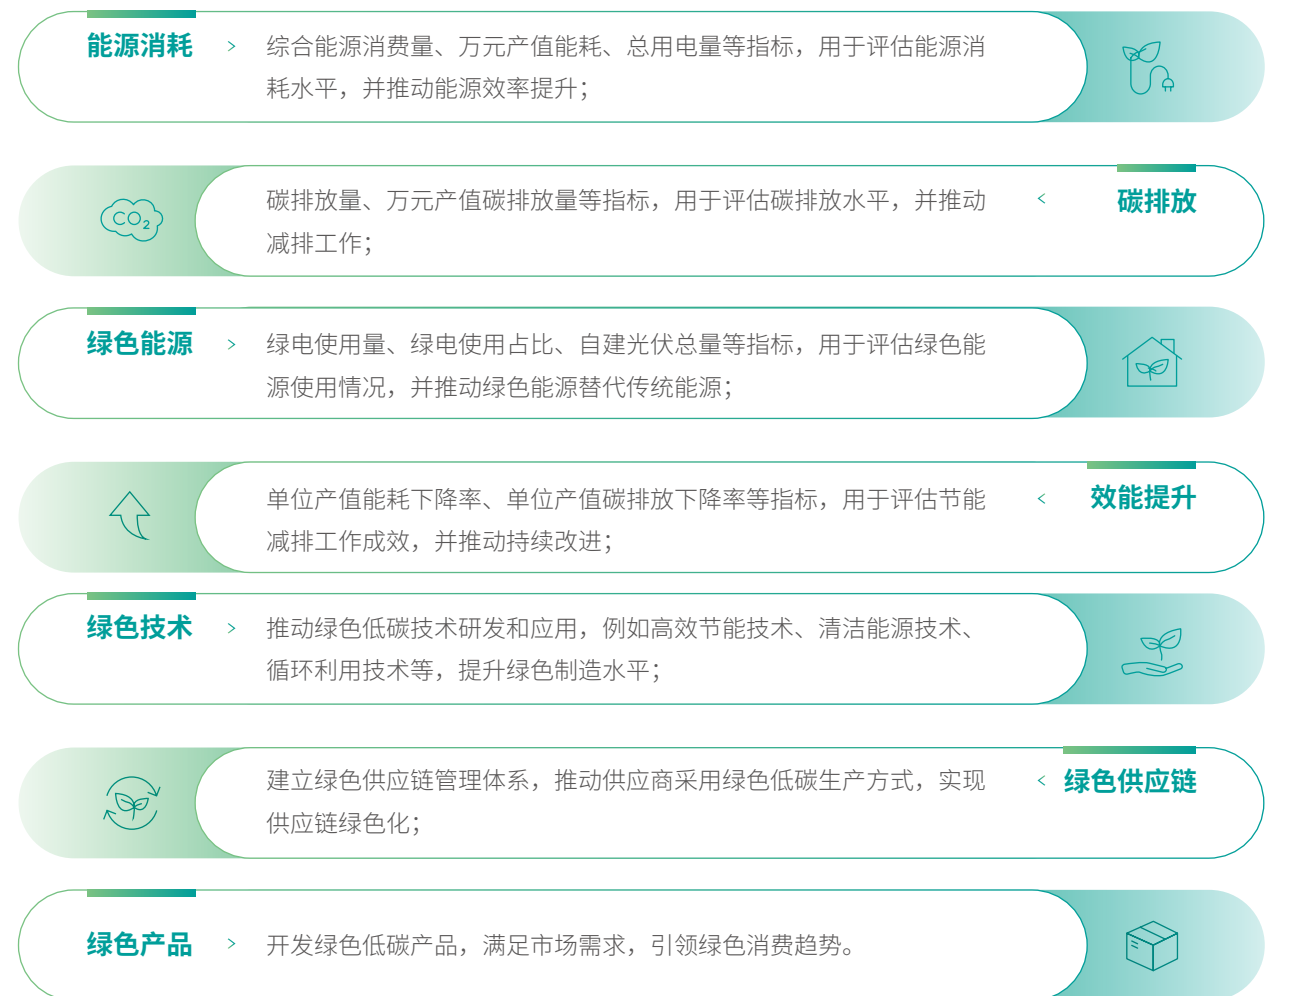 能源消耗
综合能源消费量、万元产值能耗、总用电量等指标，用于评估能源消
耗水平，并推动能源效率提升；
CO2
碳排放量、万元产值碳排放量等指标，用于评估碳排放水平，并推动
减排工作；
碳排放
绿色能源
绿电使用量、绿电使用占比、自建光伏总量等指标，用于评估绿色能
源使用情况，并推动绿色能源替代传统能源；
单位产值能耗下降率、单位产值碳排放下降率等指标，用于评估节能
减排工作成效，并推动持续改进；
效能提升
绿色技术
推动绿色低碳技术研发和应用，例如高效节能技术、清洁能源技术、
循环利用技术等，提升绿色制造水平；
建立绿色供应链管理体系，推动供应商采用绿色低碳生产方式，实现
供应链绿色化；
绿色供应链
绿色产品
开发绿色低碳产品，满足市场需求，引领绿色消费趋势。